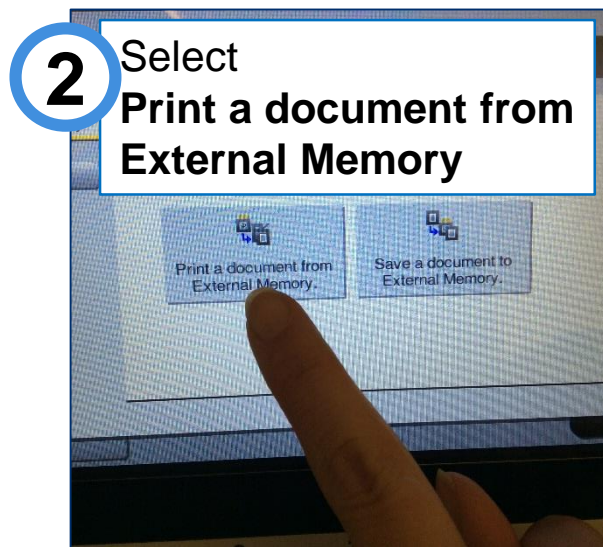 2
Select
Print a document from
External Memory
Print a document from
External Memory.
Save a document to
External Memory.